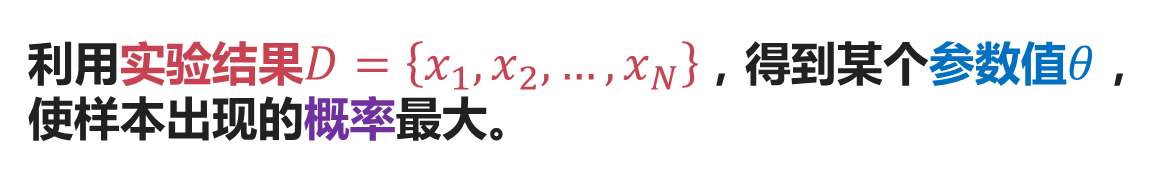 利用实验结果D = {x₁, x₂, … , x_N}，得到某个参数值θ，
使样本出现的概率最大。